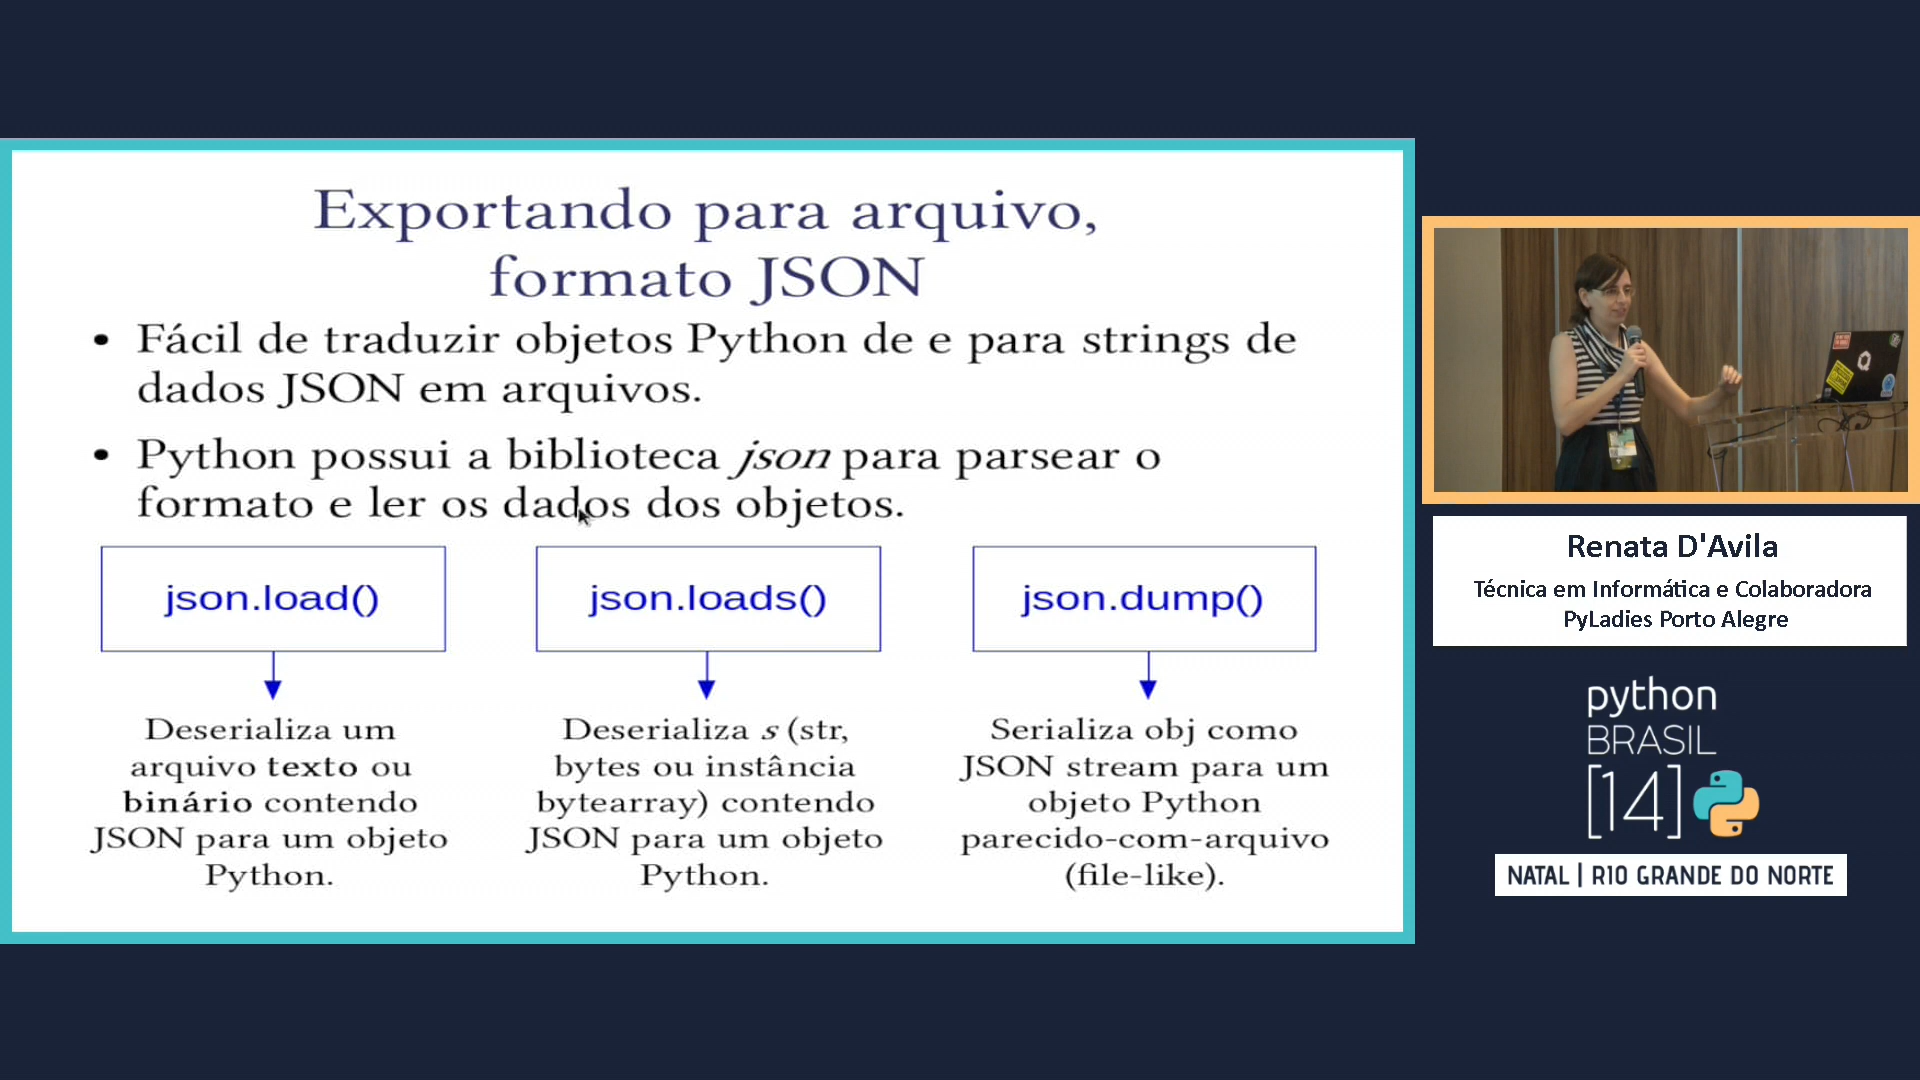 Exportando para arquivo,
formato JSON
• Fácil de traduzir objetos Python de e para strings de
dados JSON em arquivos.
• Python possui a biblioteca json para parsear o
formato e ler os dados dos objetos.
json.load()
Deserializa um
arquivo texto ou
binário contendo
JSON para um objeto
Python.
json.loads()
Deserializa s (str,
bytes ou instância
bytearray) contendo
JSON para um objeto
Python.
json.dump()
Serializa obj como
JSON stream para um
objeto Python
parecido-com-arquivo
(file-like).
Renata D'Avila
Técnica em Informática e Colaboradora
PyLadies Porto Alegre
python
BRASIL
[14]
NATAL | RIO GRANDE DO NORTE